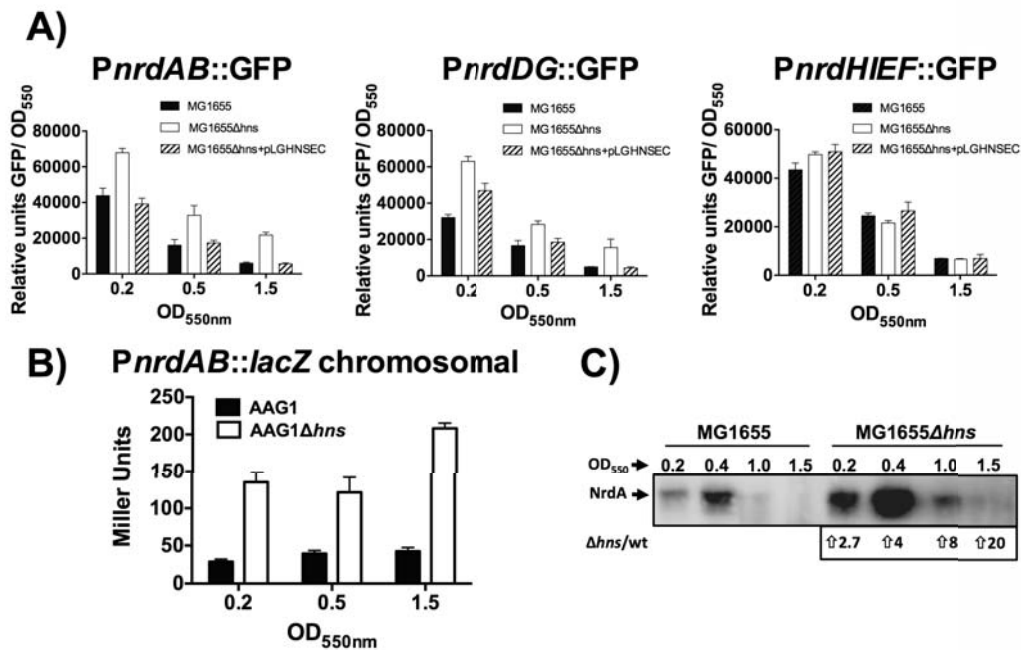 A)
PnrdAB::GFP
MG1655
MG1655Δhns
MG1655Δhns+pLGHNSEC
Relative units GFP/ OD550
80000
60000
40000
20000
0
0.2
0.5
1.5
OD550nm
PnrdDG::GFP
MG1655
MG1655Δhns
MG1655Δhns+pLGHNSEC
Relative units GFP/ OD550
80000
60000
40000
20000
0
0.2
0.5
1.5
OD550nm
PnrdHIEF::GFP
MG1655
MG1655Δhns
MG1655Δhns+pLGHNSEC
Relative units GFP/ OD550
60000
40000
20000
0
0.2
0.5
1.5
OD550nm
B)
PnrdAB::lacZ chromosomal
AAG1
AAG1Δhns
Miller Units
250
200
150
100
50
0
0.2
0.5
1.5
OD550nm
C)
MG1655 MG1655Δhns
OD550 0.2 0.4 1.0 1.5 0.2 0.4 1.0 1.5
NrdA
Δhns/wt ⇧2.7 ⇧4 ⇧8 ⇧20